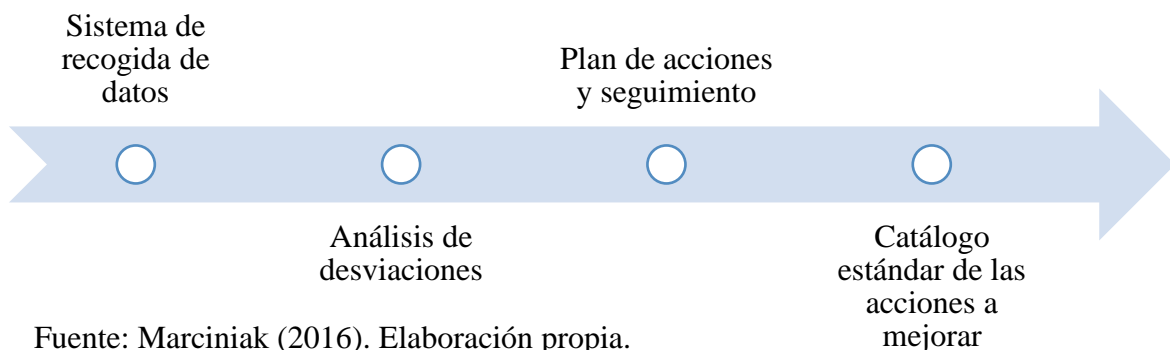 Sistema de
recogida de
datos
Análisis de
desviaciones
Plan de acciones
y seguimiento
Catálogo
estándar de las
acciones a
mejorar
Fuente: Marciniak (2016). Elaboración propia.